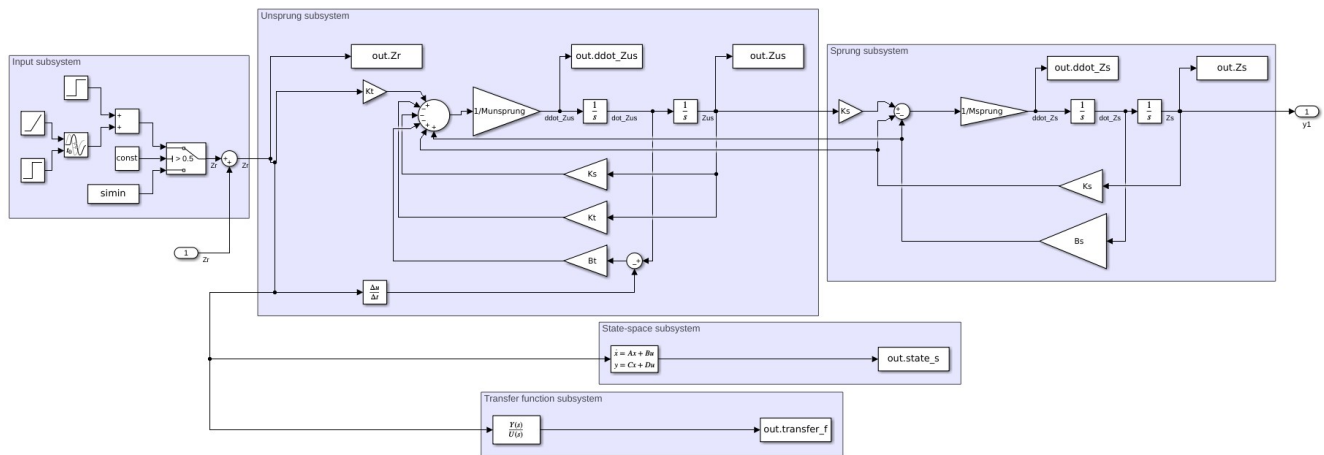 Unsprung subsystem
Input subsystem
Sprung subsystem
out.Zr
out.ddot_Zus
out.Zus
out.ddot_Zs
out.Zs
Kt
1/Munsprung
ddot_Zus
1
s
dot_Zus
1
s
Zus
Ks
1/Msprung
ddot_Zs
1
s
dot_Zs
1
s
Zs
1
y1
+
+
const
> 0.5
Zr
+
+
Zr
simin
Ks
Ks
Kt
Bs
1
Zr
Bt
− +
Δu
Δt
State-space subsystem
ẋ = Ax + Bu
y = Cx + Du
out.state_s
Transfer function subsystem
Y(s)
U(s)
out.transfer_f